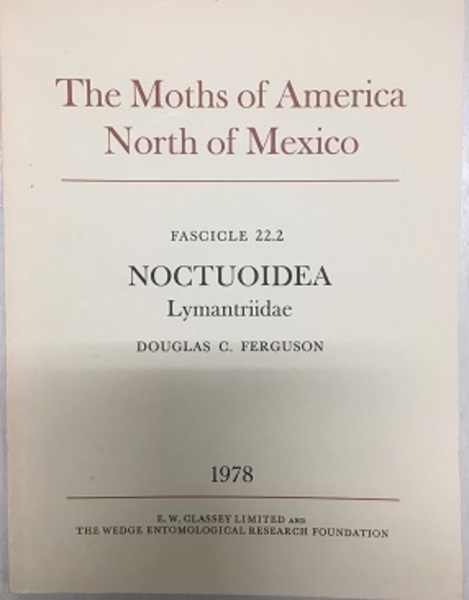 The Moths of America
North of Mexico
FASCICLE 22.2
NOCTUOIDEA
Lymantriidae
DOUGLAS C. FERGUSON
1978
E. W. CLASSEY LIMITED AND
THE WEDGE ENTOMOLOGICAL RESEARCH FOUNDATION